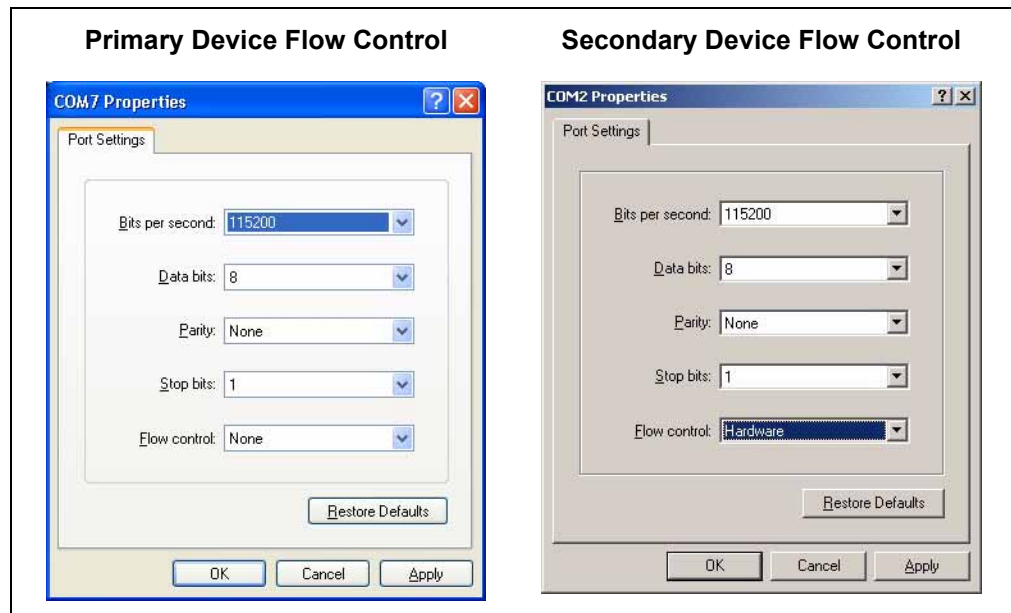 Primary Device Flow Control
Secondary Device Flow Control
COM7 Properties
Port Settings
Bits per second: 115200
Data bits: 8
Parity: None
Stop bits: 1
Flow control: None
Restore Defaults
OK Cancel Apply
COM2 Properties
Port Settings
Bits per second: 115200
Data bits: 8
Parity: None
Stop bits: 1
Flow control: Hardware
Restore Defaults
OK Cancel Apply